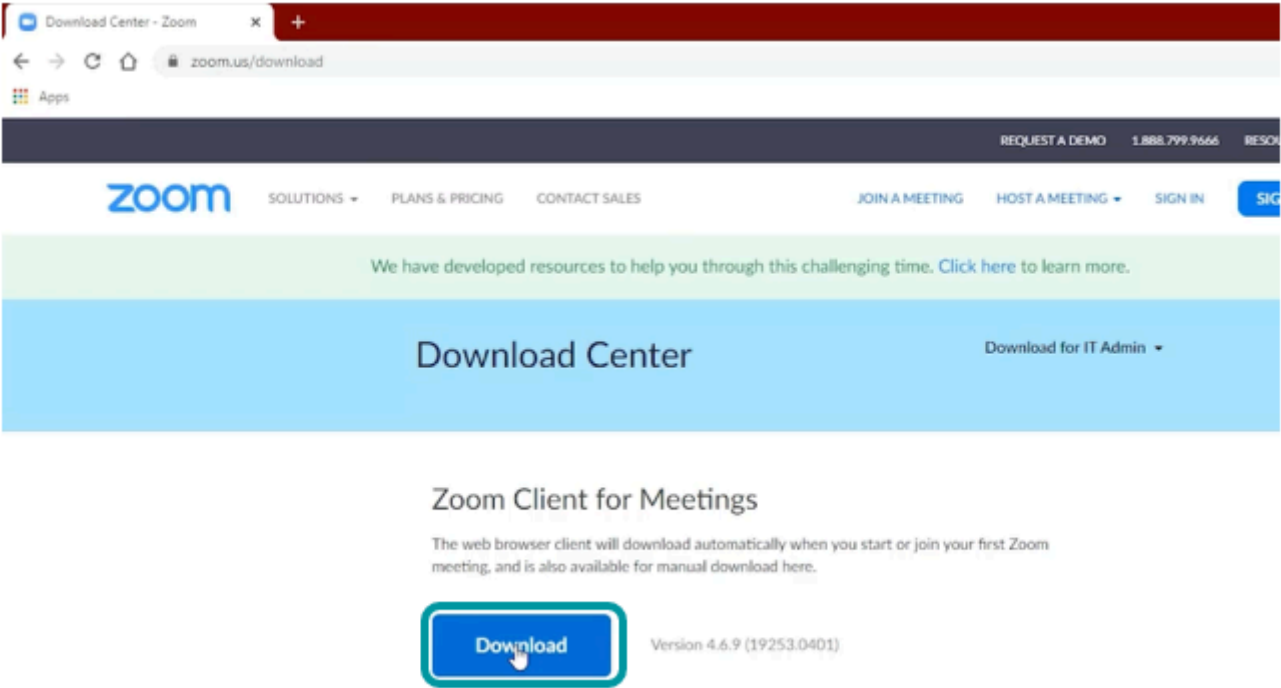 Download Center - Zoom
zoom.us/download
Apps
REQUEST A DEMO 1.888.799.9666
zoom SOLUTIONS PLANS & PRICING CONTACT SALES JOIN A MEETING HOST A MEETING SIGN IN
We have developed resources to help you through this challenging time. Click here to learn more.
Download Center
Download for IT Admin
Zoom Client for Meetings
The web browser client will download automatically when you start or join your first Zoom
meeting, and is also available for manual download here.
Download
Version 4.6.9 (19253.0401)